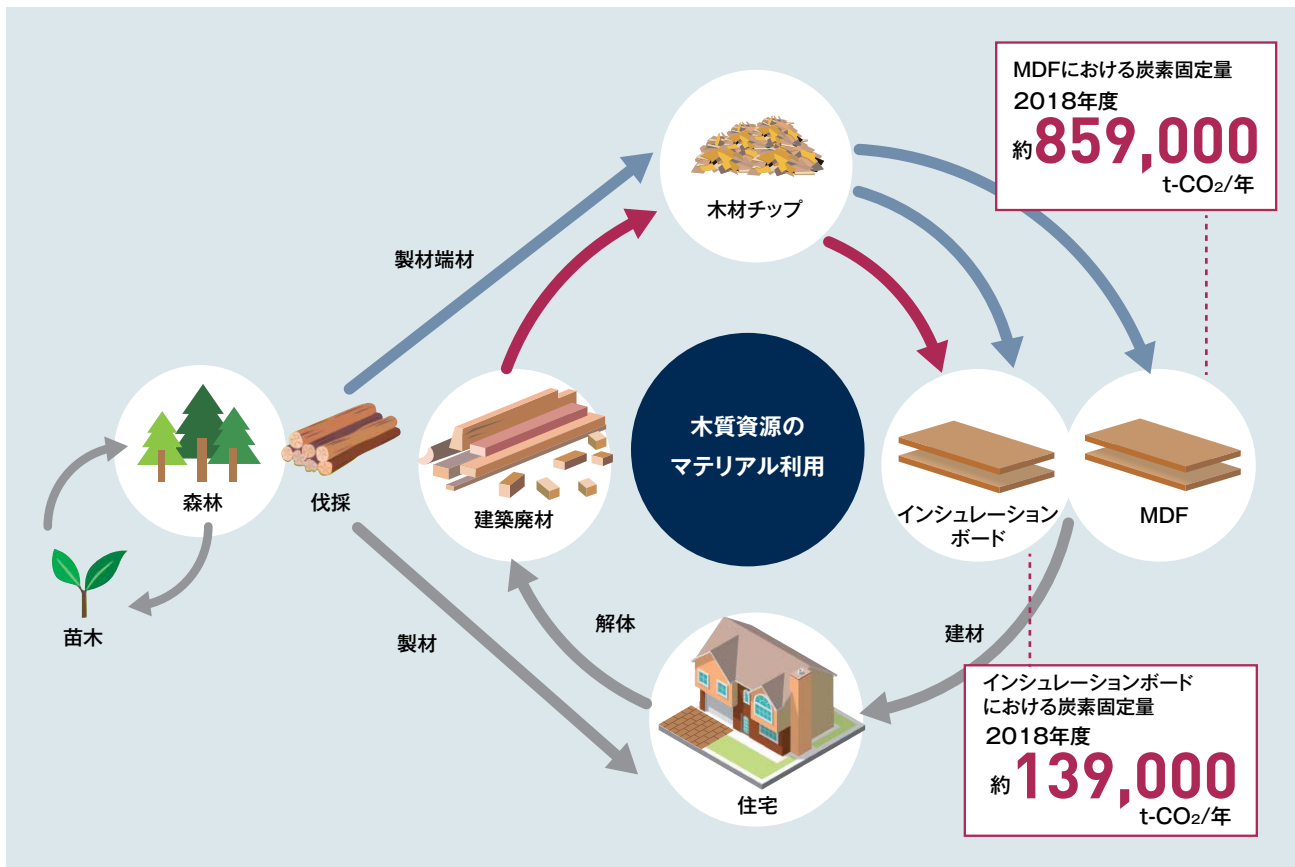 MDFにおける炭素固定量
2018年度
約859,000
t-CO₂/年
木材チップ
製材端材
木質資源の
マテリアル利用
森林
伐採
建築廃材
インシュレーション
ボード
MDF
苗木
製材
解体
建材
住宅
インシュレーションボード
における炭素固定量
2018年度
約139,000
t-CO₂/年